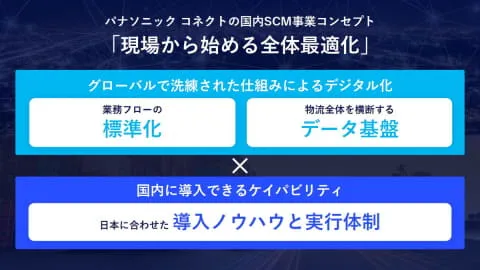 パナソニック コネクトの国内SCM事業コンセプト
「現場から始める全体最適化」
グローバルで洗練された仕組みによるデジタル化
業務フローの
標準化
物流全体を横断する
データ基盤
×
国内に導入できるケイパビリティ
日本に合わせた 導入ノウハウと実行体制